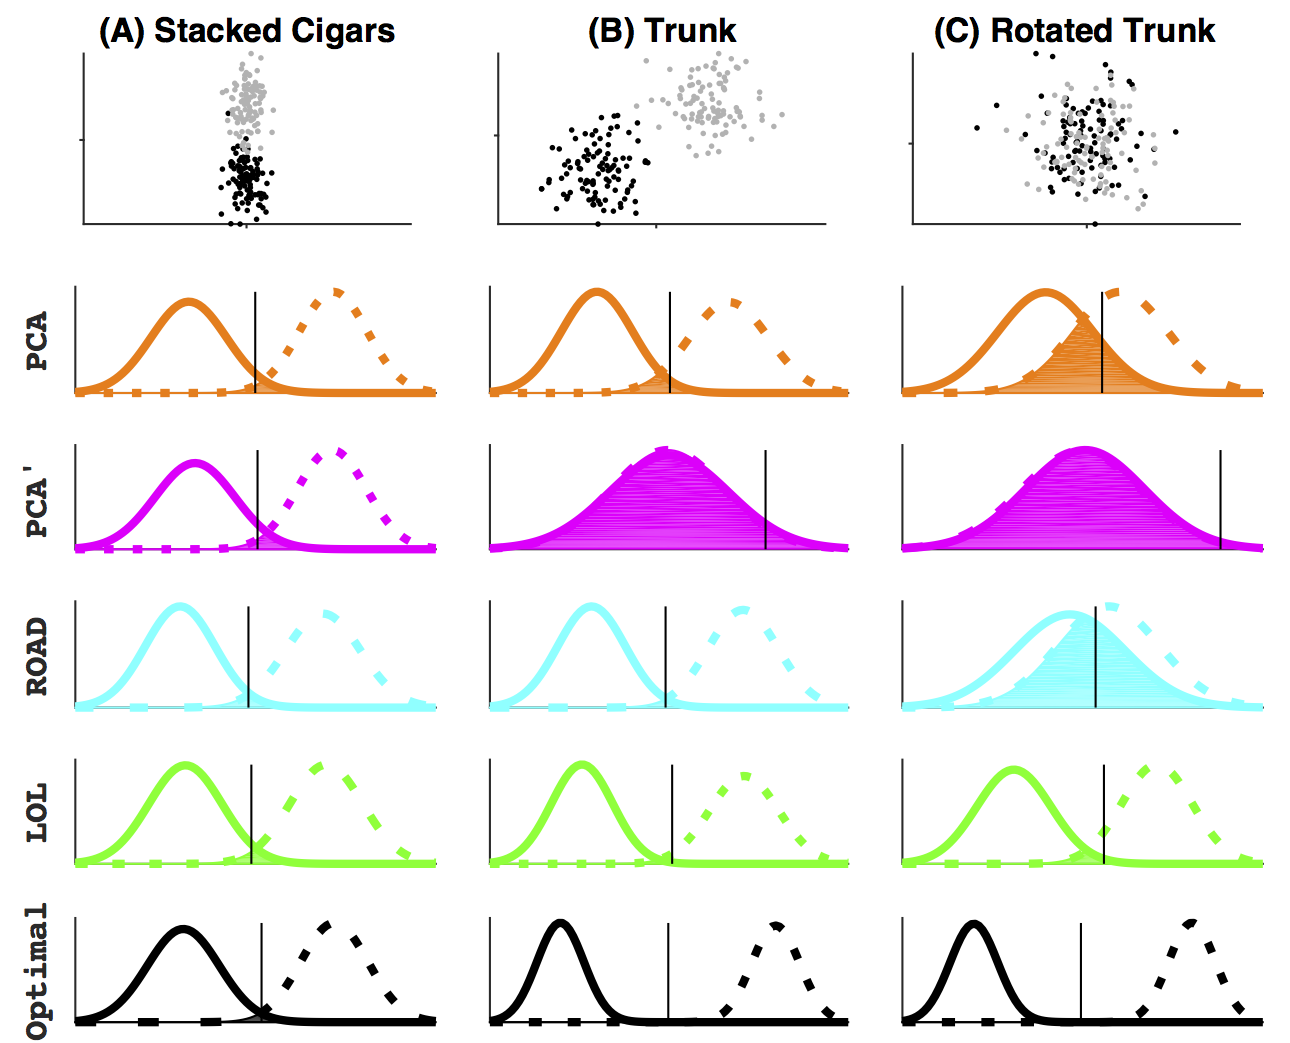 (A) Stacked Cigars
(B) Trunk
(C) Rotated Trunk
PCA
PCA'
ROAD
LOL
Optimal